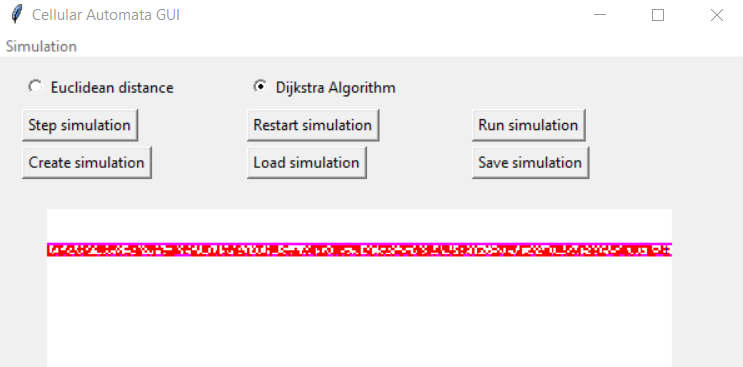 Cellular Automata GUI
Simulation
Euclidean distance Dijkstra Algorithm
Step simulation Restart simulation Run simulation
Create simulation Load simulation Save simulation